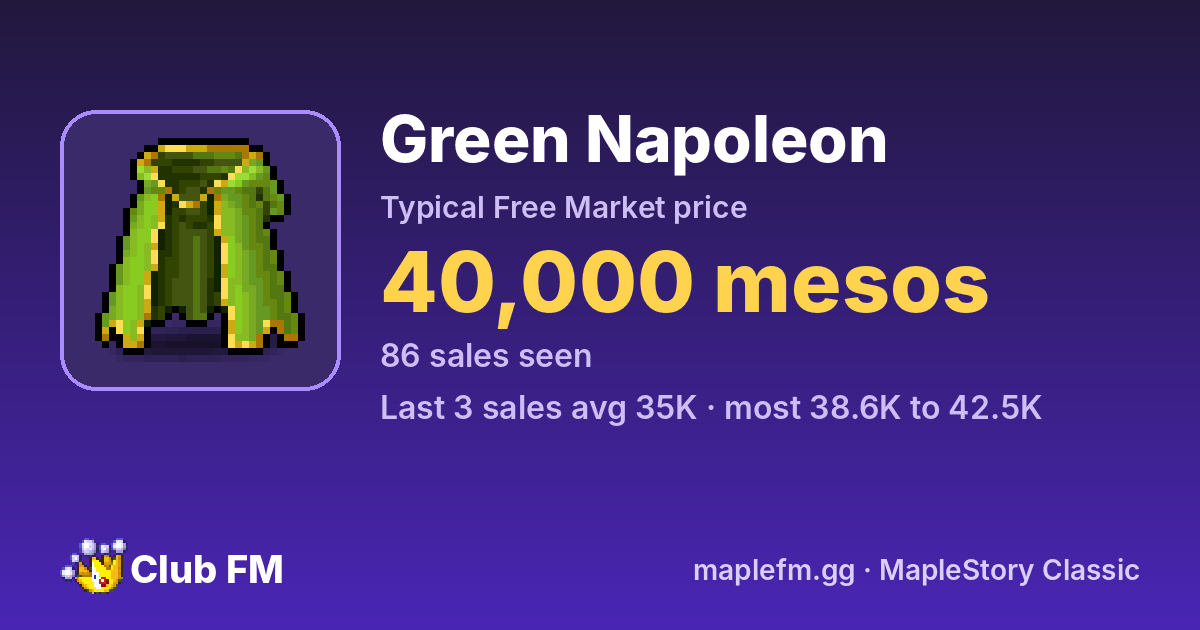 Green Napoleon
Typical Free Market price
40,000 mesos
86 sales seen
Last 3 sales avg 35K · most 38.6K to 42.5K
Club FM
maplefm.gg · MapleStory Classic